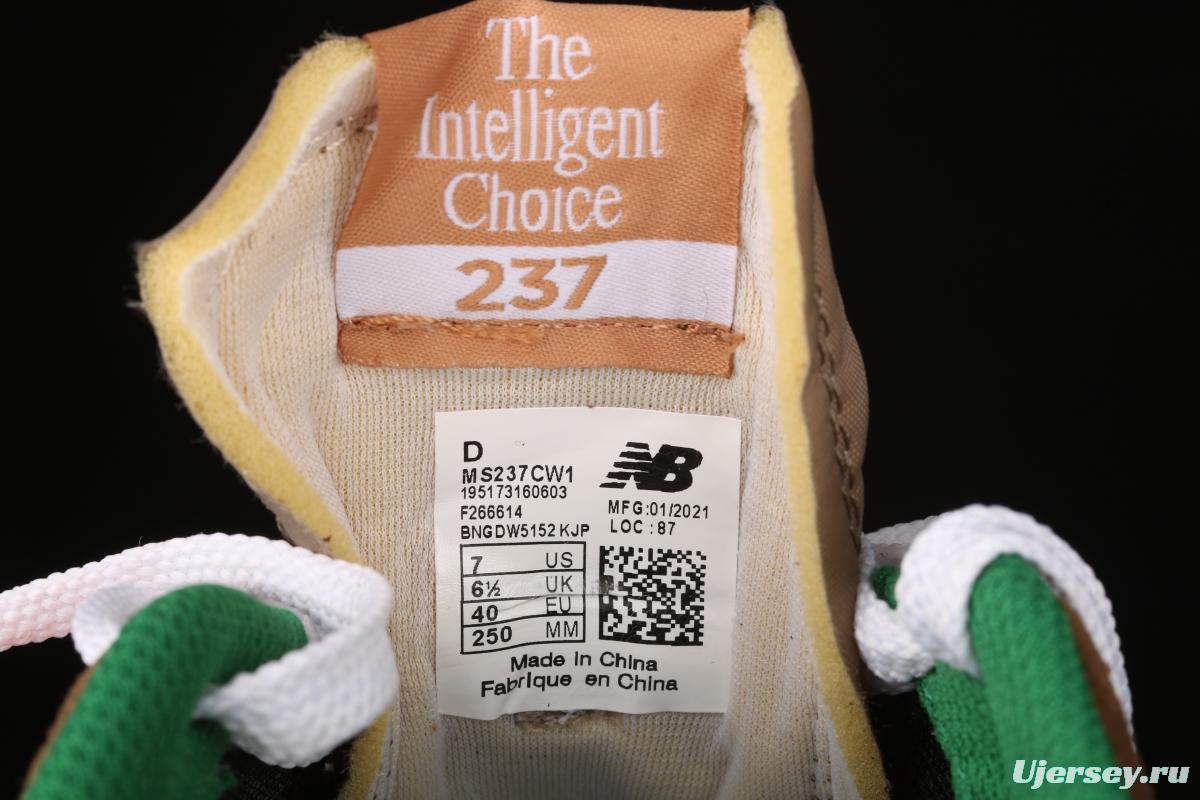 The
Intelligent
Choice
237
D
MS237CW1
195173160603
F266614
BNGDW5152 KJP
NB
MFG:01/2021
LOC : 87
7 US
6½ UK
40 EU
250 MM
Made in China
Fabrique en China
Ujersey.ru